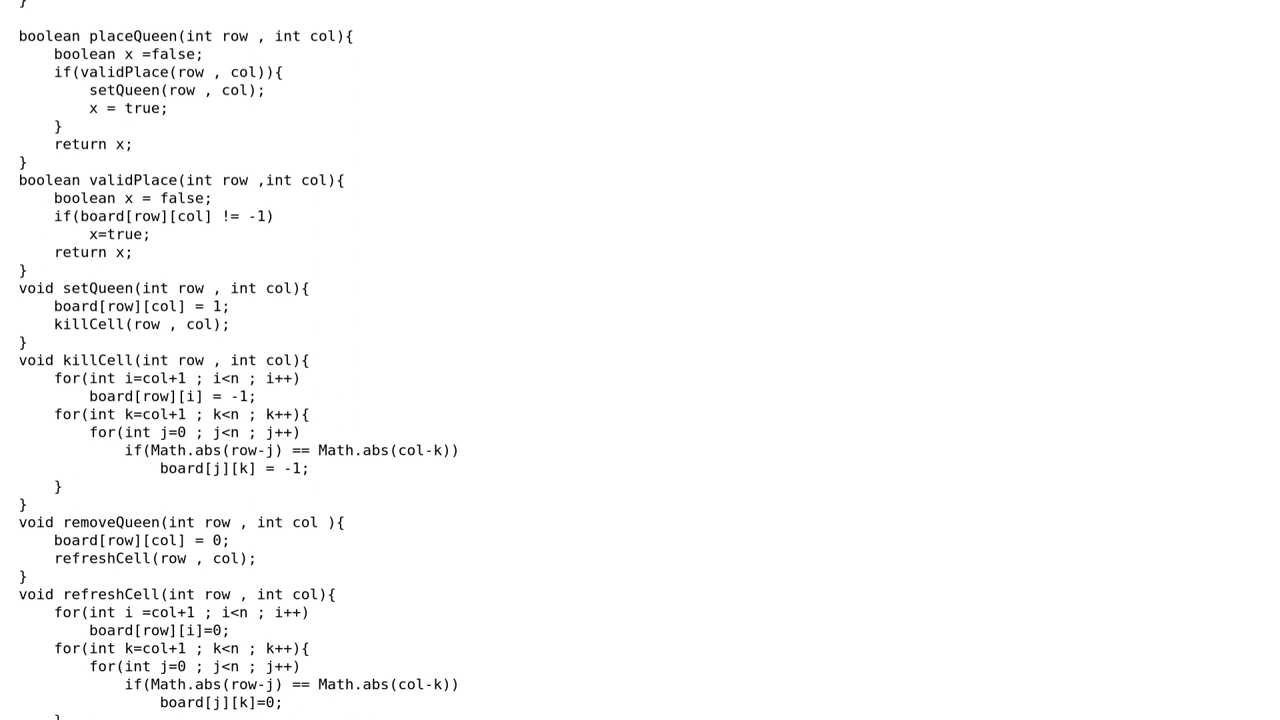 }
boolean placeQueen(int row , int col){
    boolean x =false;
    if(validPlace(row , col)){
        setQueen(row , col);
        x = true;
    }
    return x;
}
boolean validPlace(int row ,int col){
    boolean x = false;
    if(board[row][col] != -1)
        x=true;
    return x;
}
void setQueen(int row , int col){
    board[row][col] = 1;
    killCell(row , col);
}
void killCell(int row , int col){
    for(int i=col+1 ; i<n ; i++)
        board[row][i] = -1;
    for(int k=col+1 ; k<n ; k++){
        for(int j=0 ; j<n ; j++)
            if(Math.abs(row-j) == Math.abs(col-k))
                board[j][k] = -1;
    }
}
void removeQueen(int row , int col ){
    board[row][col] = 0;
    refreshCell(row , col);
}
void refreshCell(int row , int col){
    for(int i =col+1 ; i<n ; i++)
        board[row][i]=0;
    for(int k=col+1 ; k<n ; k++){
        for(int j=0 ; j<n ; j++)
            if(Math.abs(row-j) == Math.abs(col-k))
                board[j][k]=0;
    }